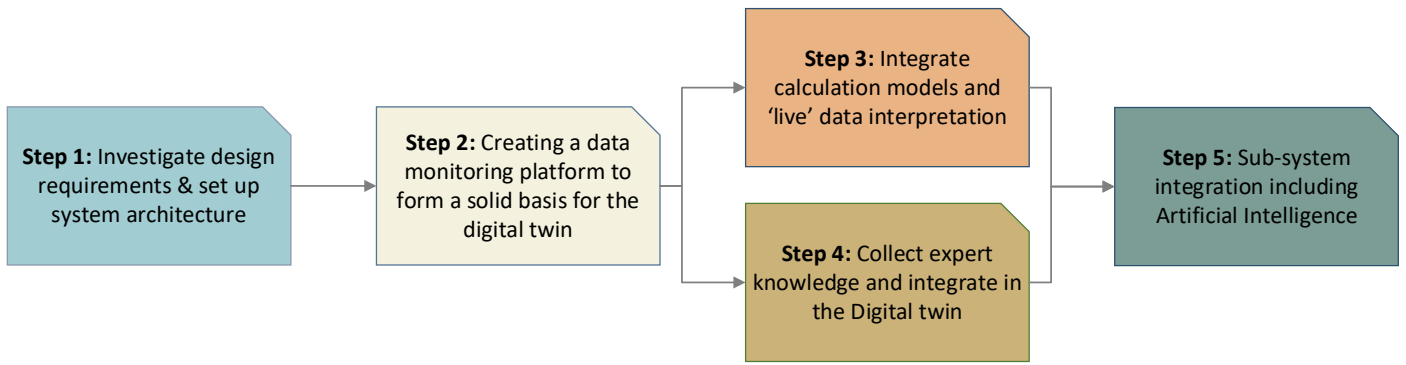 Step 1: Investigate design
requirements & set up
system architecture
Step 2: Creating a data
monitoring platform to
form a solid basis for the
digital twin
Step 3: Integrate
calculation models and
‘live’ data interpretation
Step 4: Collect expert
knowledge and integrate in
the Digital twin
Step 5: Sub-system
integration including
Artificial Intelligence